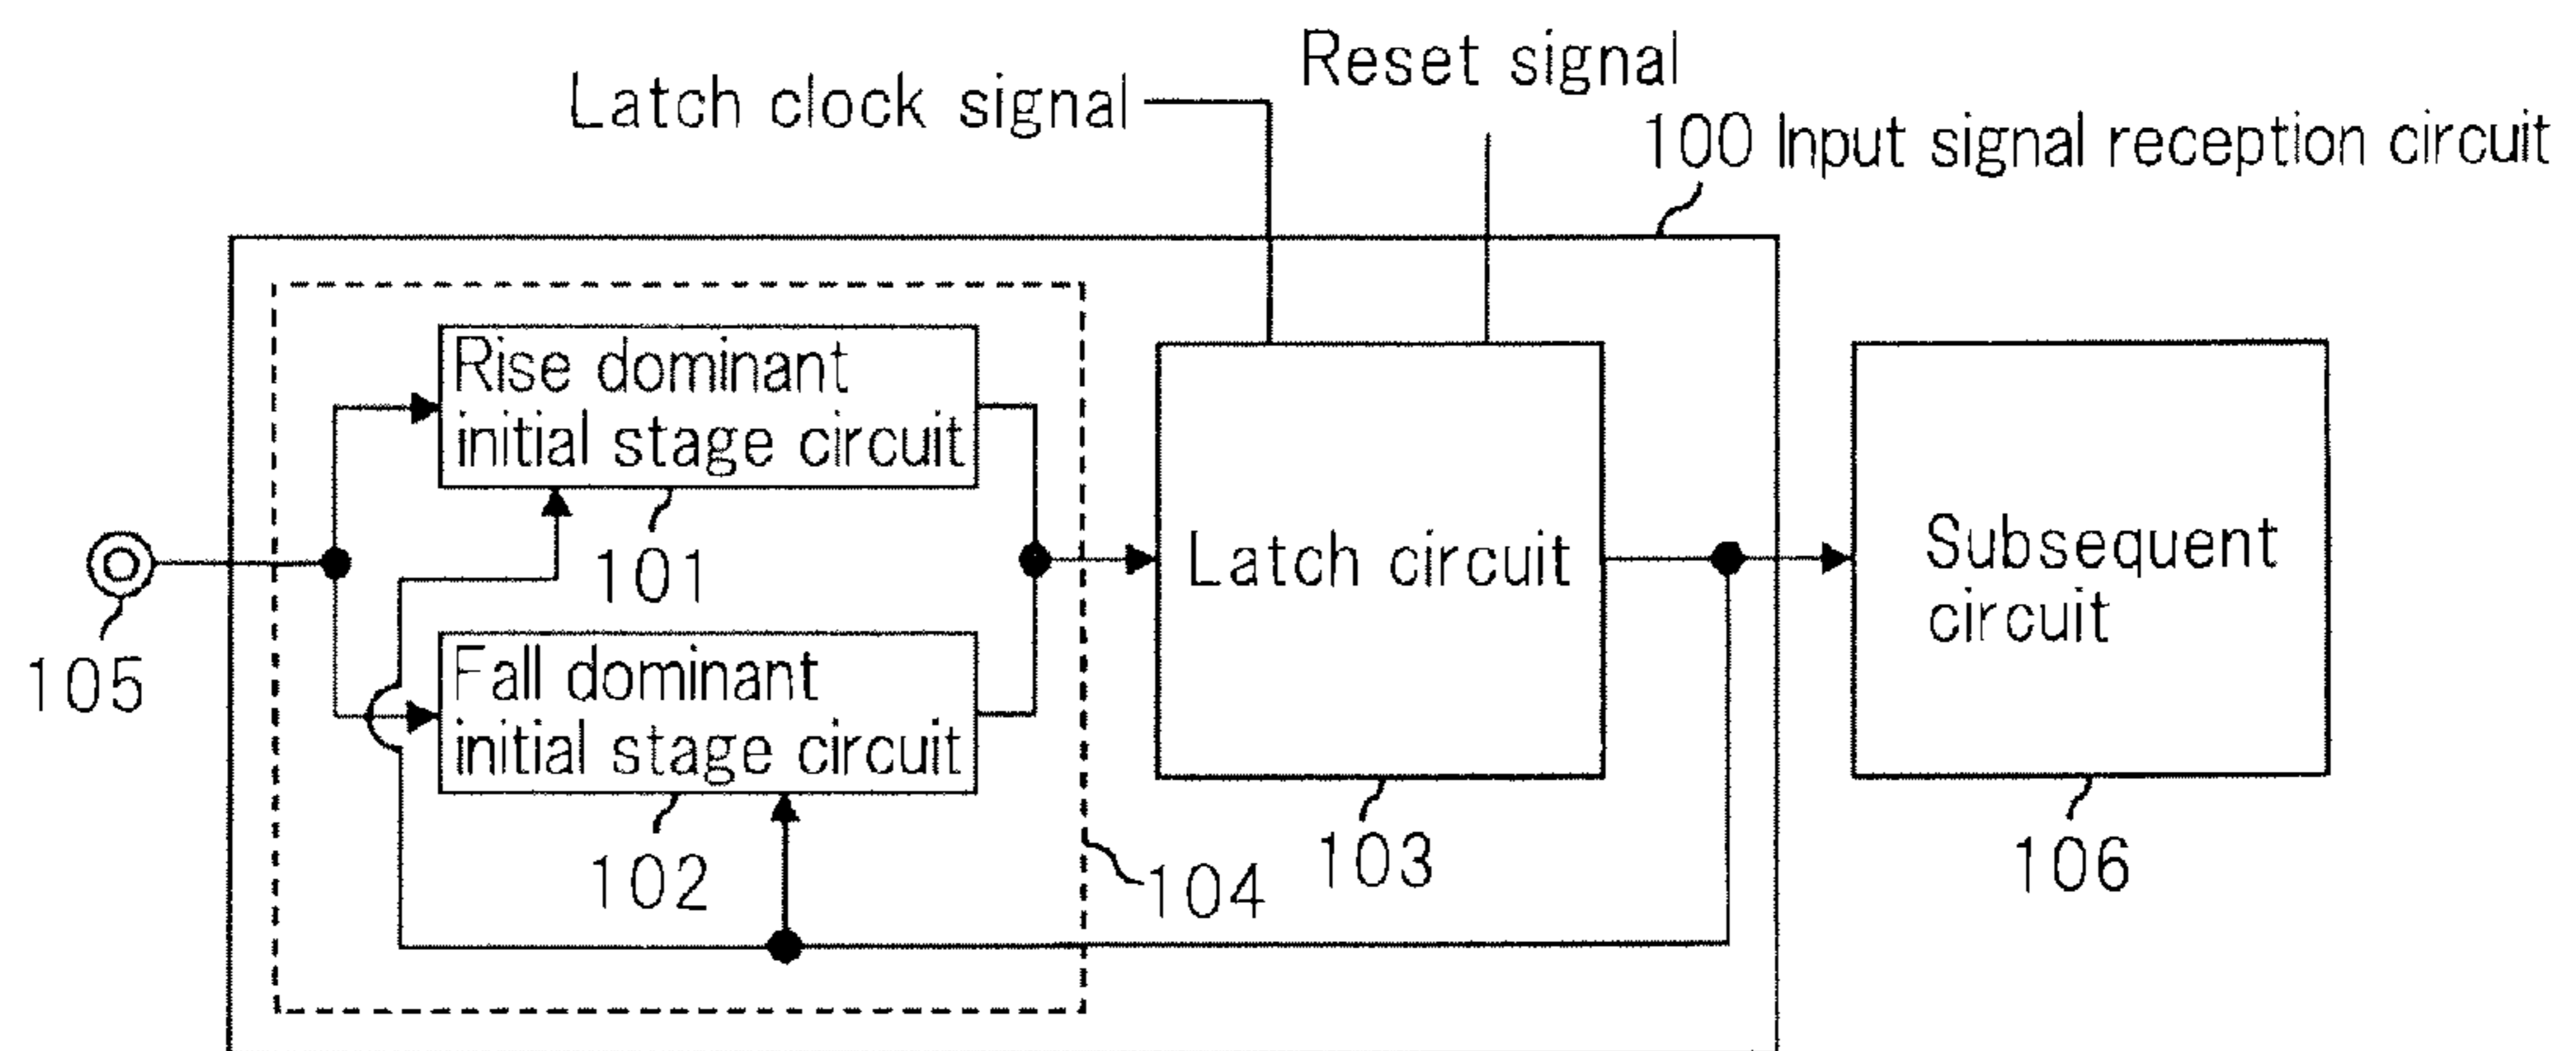 Reset signal
Latch clock signal
100 Input signal reception circuit
Rise dominant
initial stage circuit
101
105
Fall dominant
initial stage circuit
102
104
Latch circuit
103
Subsequent
circuit
106